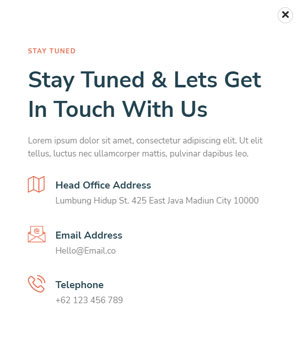 STAY TUNED
Stay Tuned & Lets Get
In Touch With Us
Lorem ipsum dolor sit amet, consectetur adipiscing elit. Ut elit
tellus, luctus nec ullamcorper mattis, pulvinar dapibus leo.
Head Office Address
Lumbung Hidup St. 425 East Java Madiun City 10000
Email Address
Hello@Email.co
Telephone
+62 123 456 789